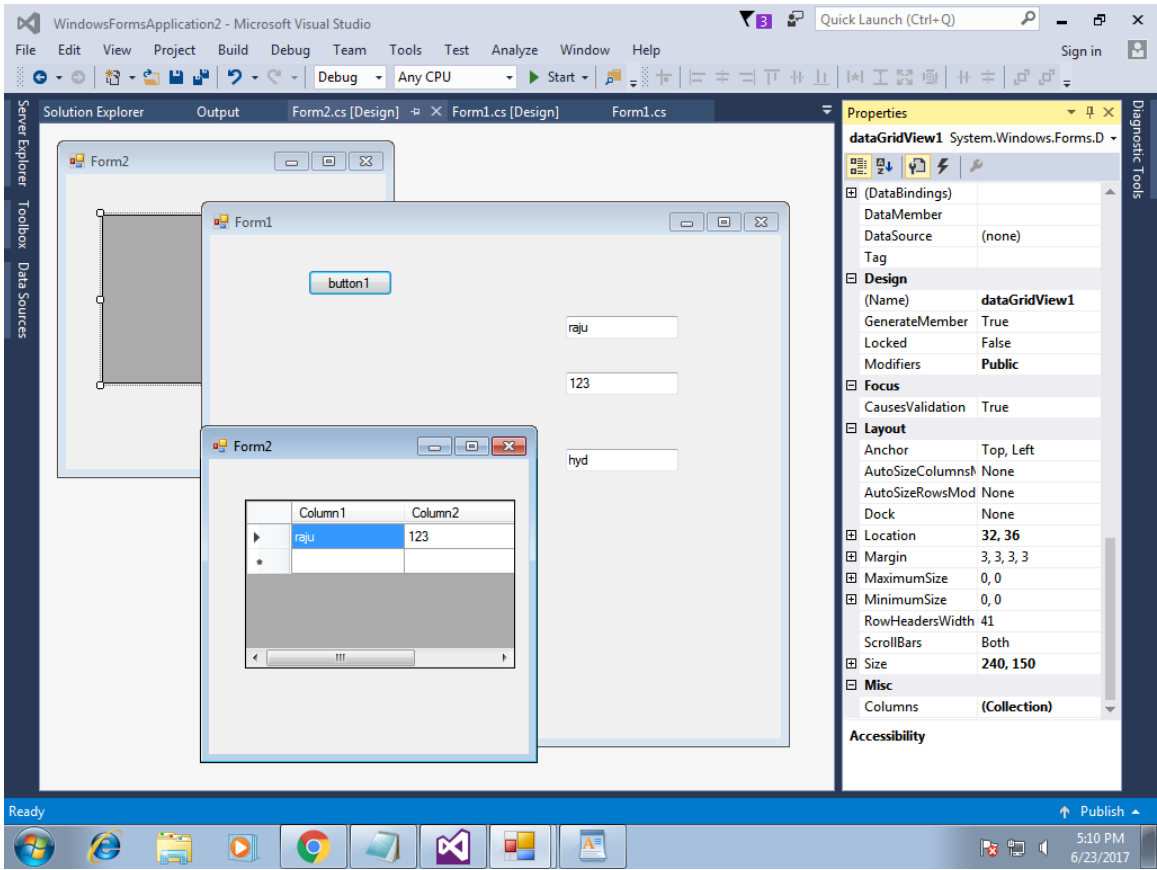 WindowsFormsApplication2 - Microsoft Visual Studio
3
Quick Launch (Ctrl+Q)
File Edit View Project Build Debug Team Tools Test Analyze Window Help
Sign in
Debug Any CPU Start
Server Explorer
Toolbox
Data Sources
Solution Explorer Output Form2.cs [Design] Form1.cs [Design] Form1.cs
Form2
Form1
button1
raju
123
hyd
Form2
Column1 Column2
raju 123
Properties
dataGridView1 System.Windows.Forms.D
(DataBindings)
DataMember
DataSource (none)
Tag
Design
(Name) dataGridView1
GenerateMember True
Locked False
Modifiers Public
Focus
CausesValidation True
Layout
Anchor Top, Left
AutoSizeColumnsM None
AutoSizeRowsMod None
Dock None
Location 32, 36
Margin 3, 3, 3, 3
MaximumSize 0, 0
MinimumSize 0, 0
RowHeadersWidth 41
ScrollBars Both
Size 240, 150
Misc
Columns (Collection)
Accessibility
Diagnostic Tools
Ready
Publish
5:10 PM
6/23/2017